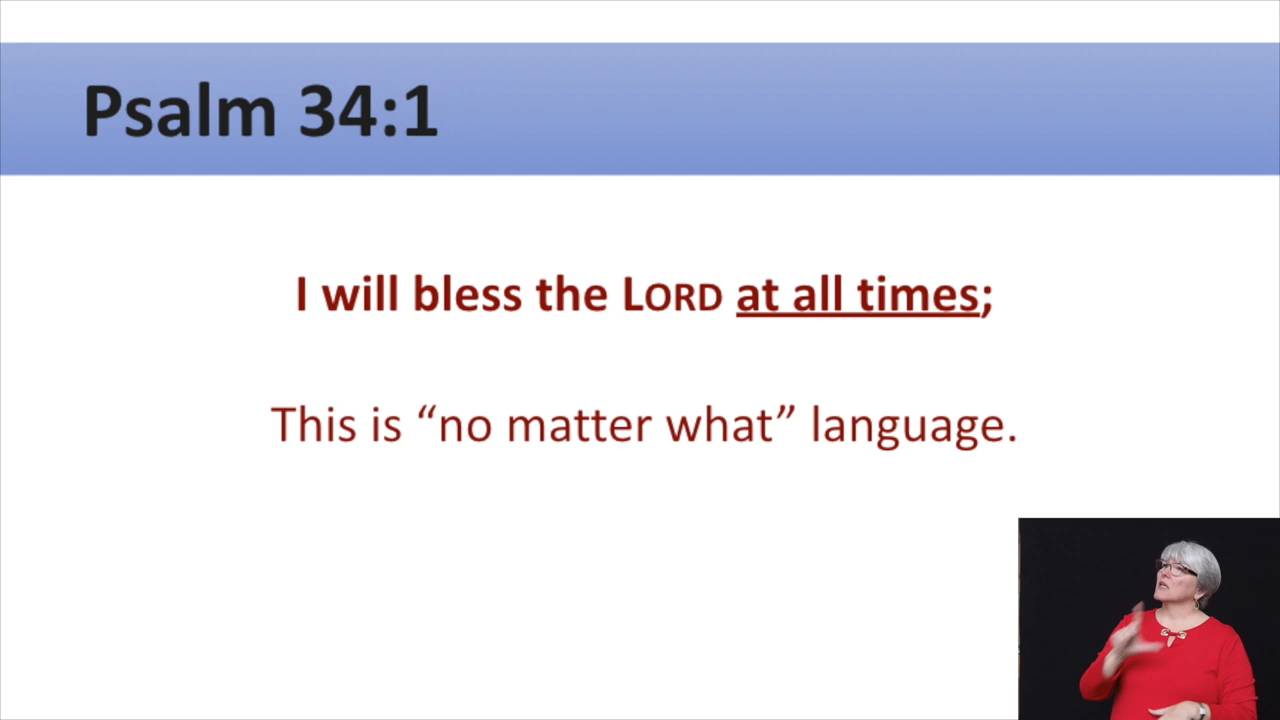 Psalm 34:1
I will bless the LORD at all times;
This is “no matter what” language.